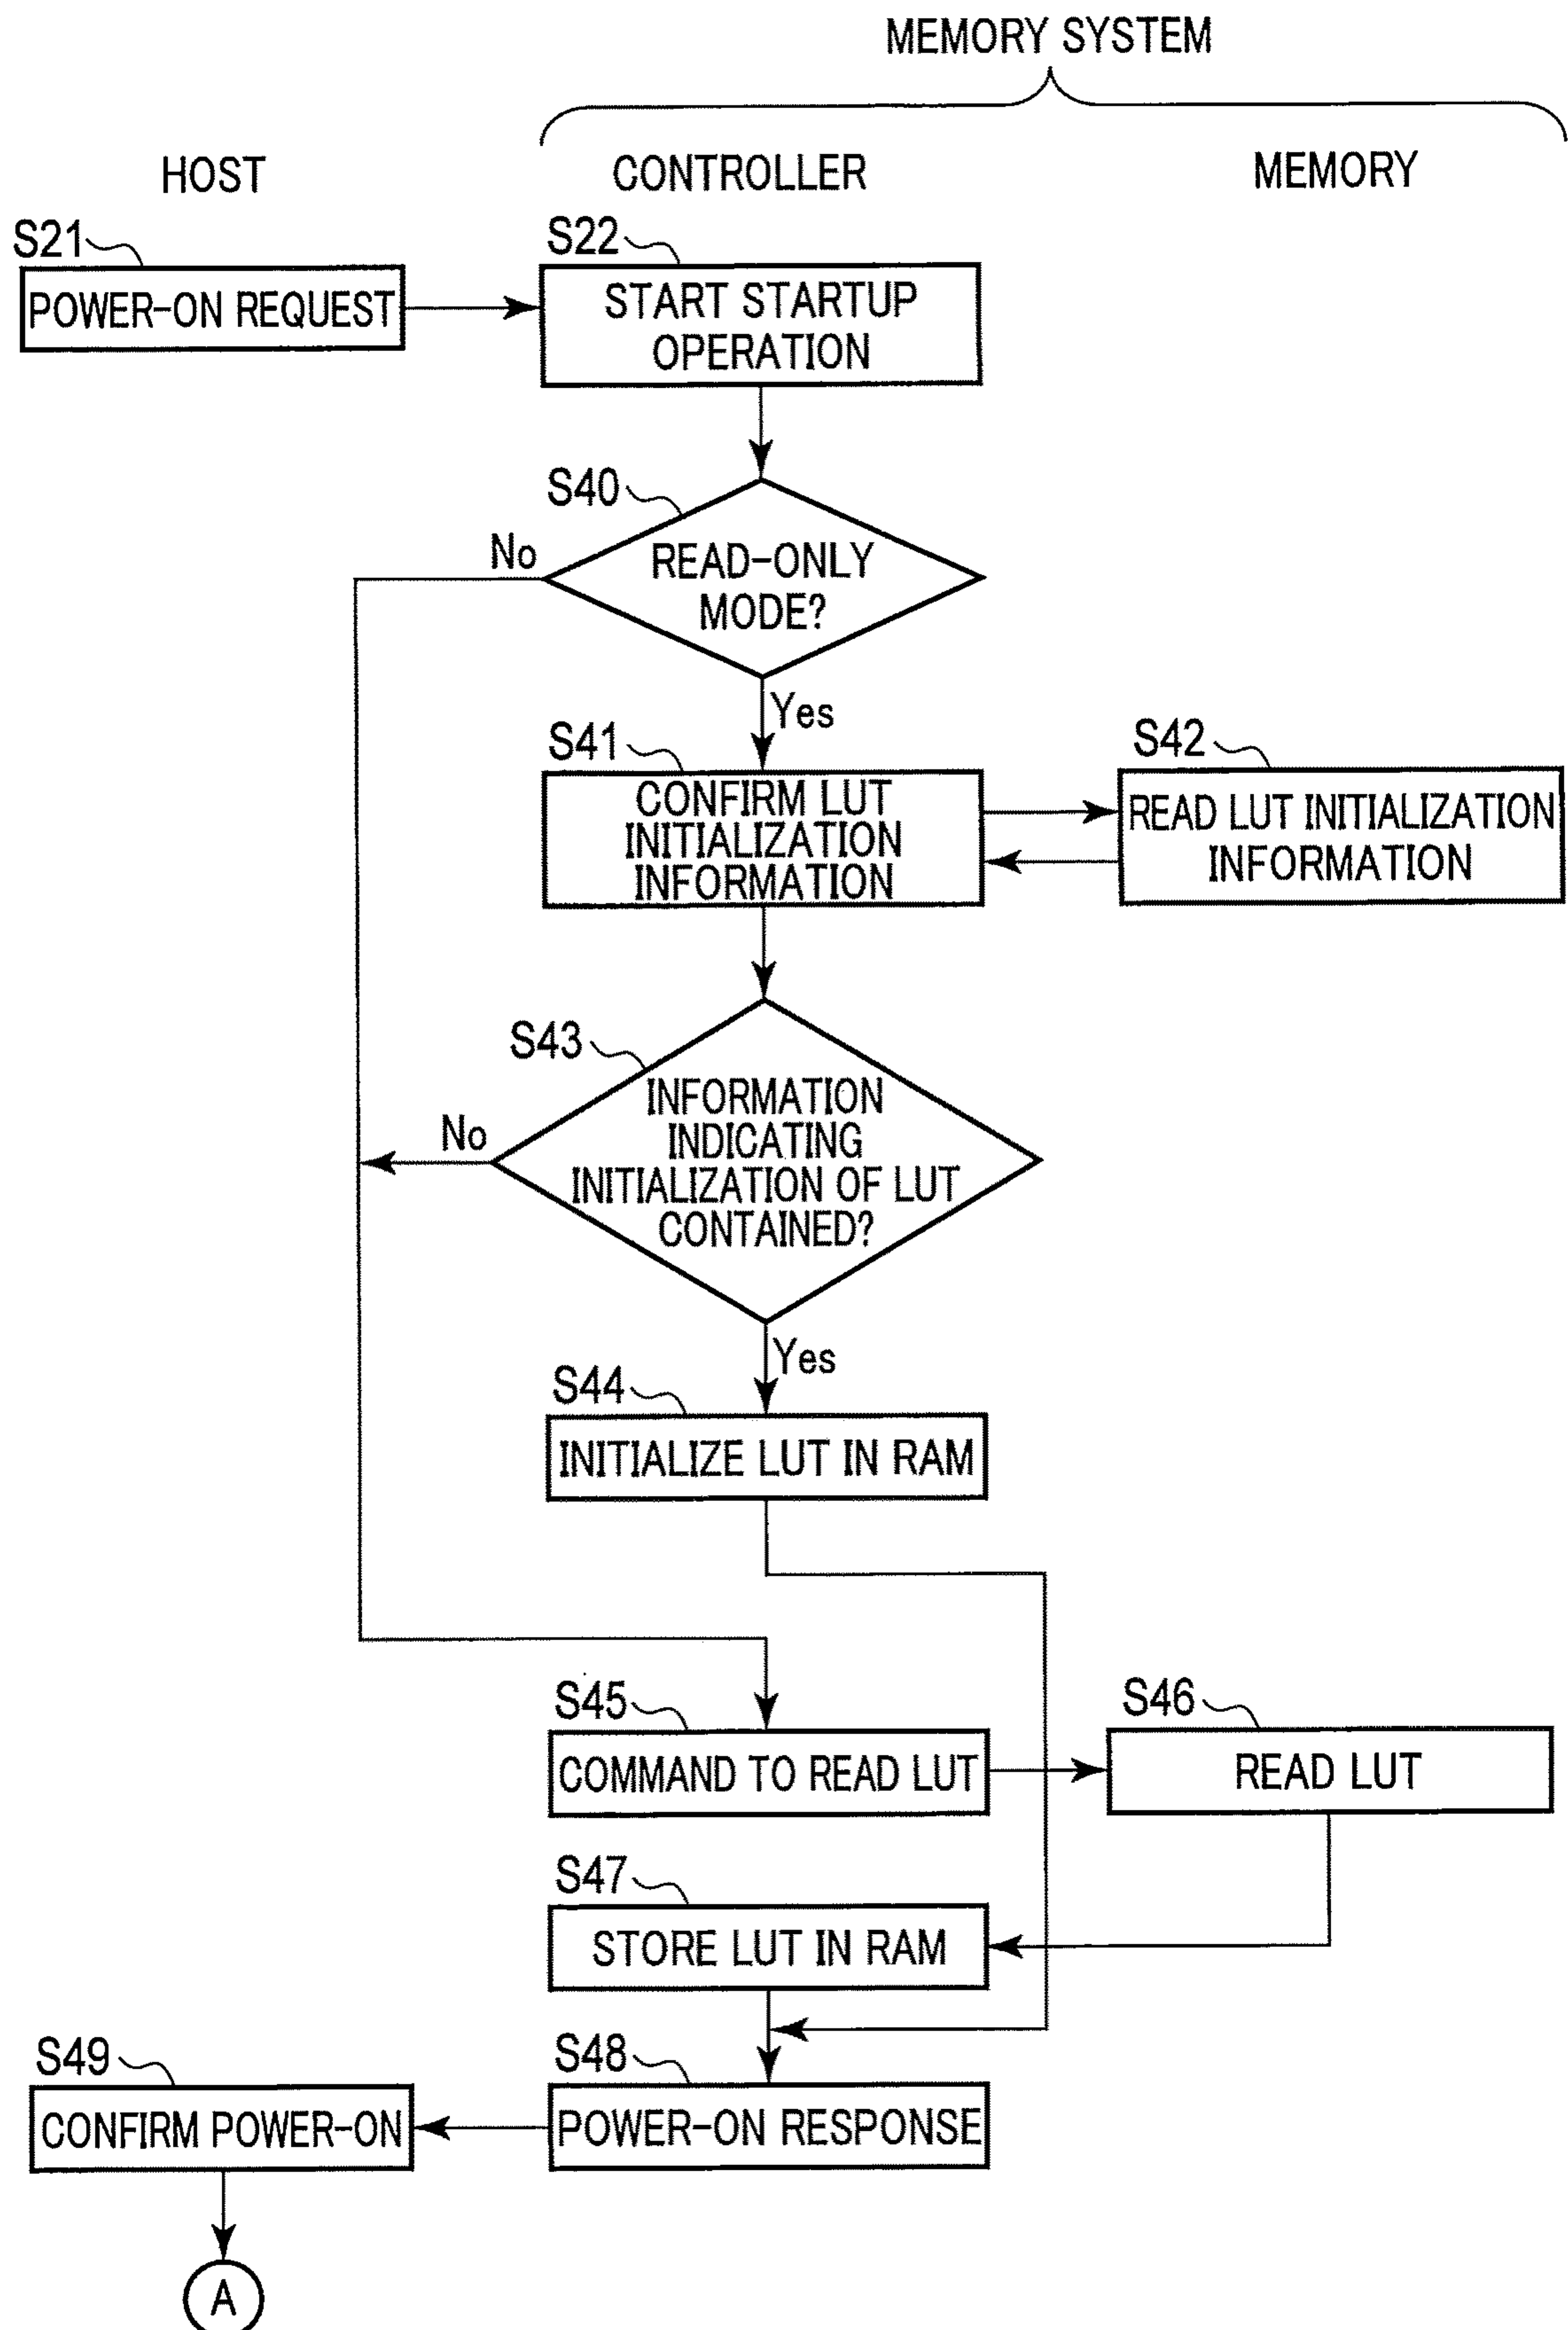 MEMORY SYSTEM
HOST
CONTROLLER
MEMORY
S21
POWER-ON REQUEST
S22
START STARTUP
OPERATION
S40
READ-ONLY
MODE?
No
Yes
S41
CONFIRM LUT
INITIALIZATION
INFORMATION
S42
READ LUT INITIALIZATION
INFORMATION
S43
INFORMATION
INDICATING
INITIALIZATION OF LUT
CONTAINED?
No
Yes
S44
INITIALIZE LUT IN RAM
S45
COMMAND TO READ LUT
S46
READ LUT
S47
STORE LUT IN RAM
S48
POWER-ON RESPONSE
S49
CONFIRM POWER-ON
A